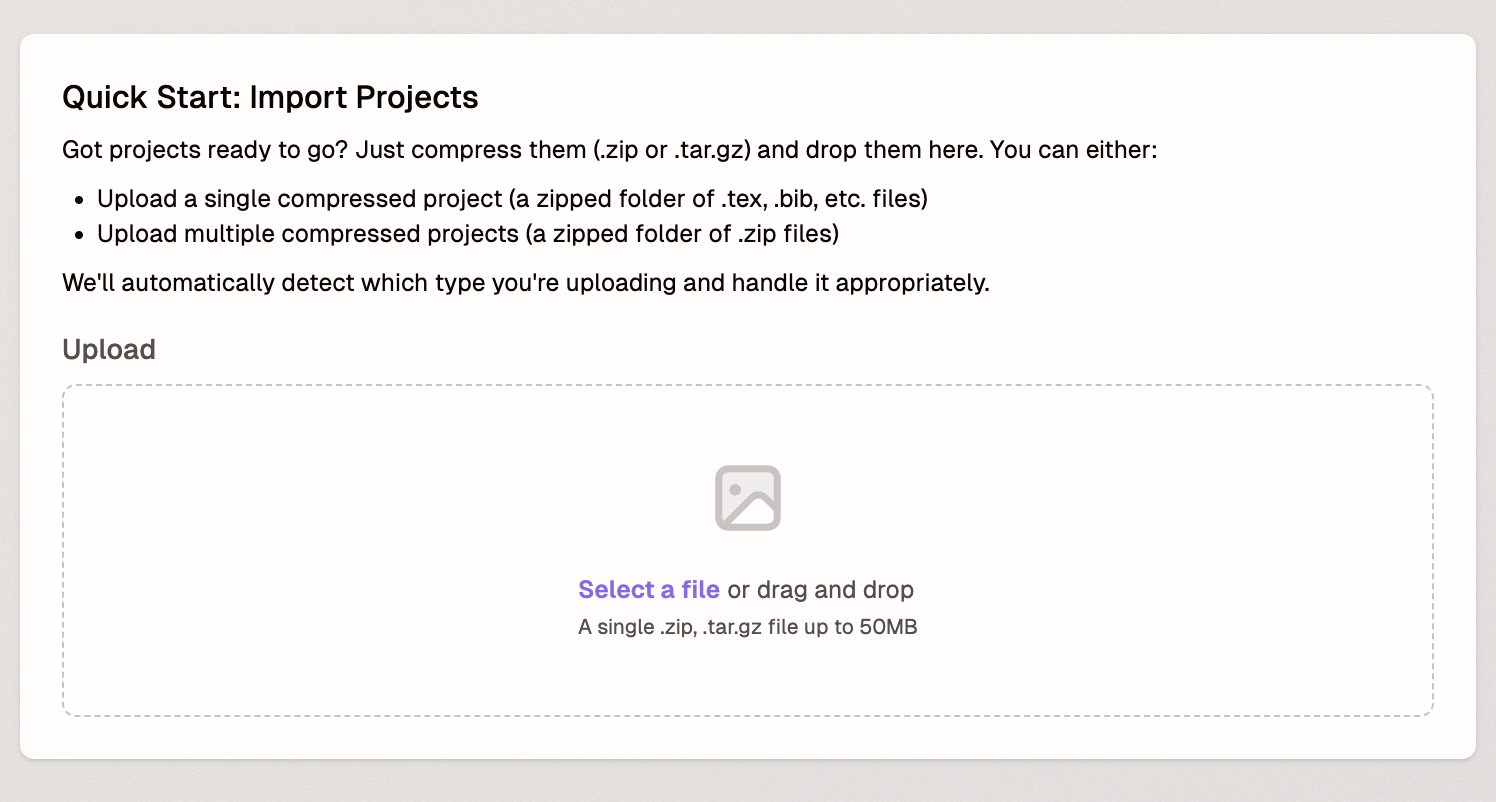 Quick Start: Import Projects
Got projects ready to go? Just compress them (.zip or .tar.gz) and drop them here. You can either:
• Upload a single compressed project (a zipped folder of .tex, .bib, etc. files)
• Upload multiple compressed projects (a zipped folder of .zip files)
We'll automatically detect which type you're uploading and handle it appropriately.
Upload
Select a file or drag and drop
A single .zip, .tar.gz file up to 50MB